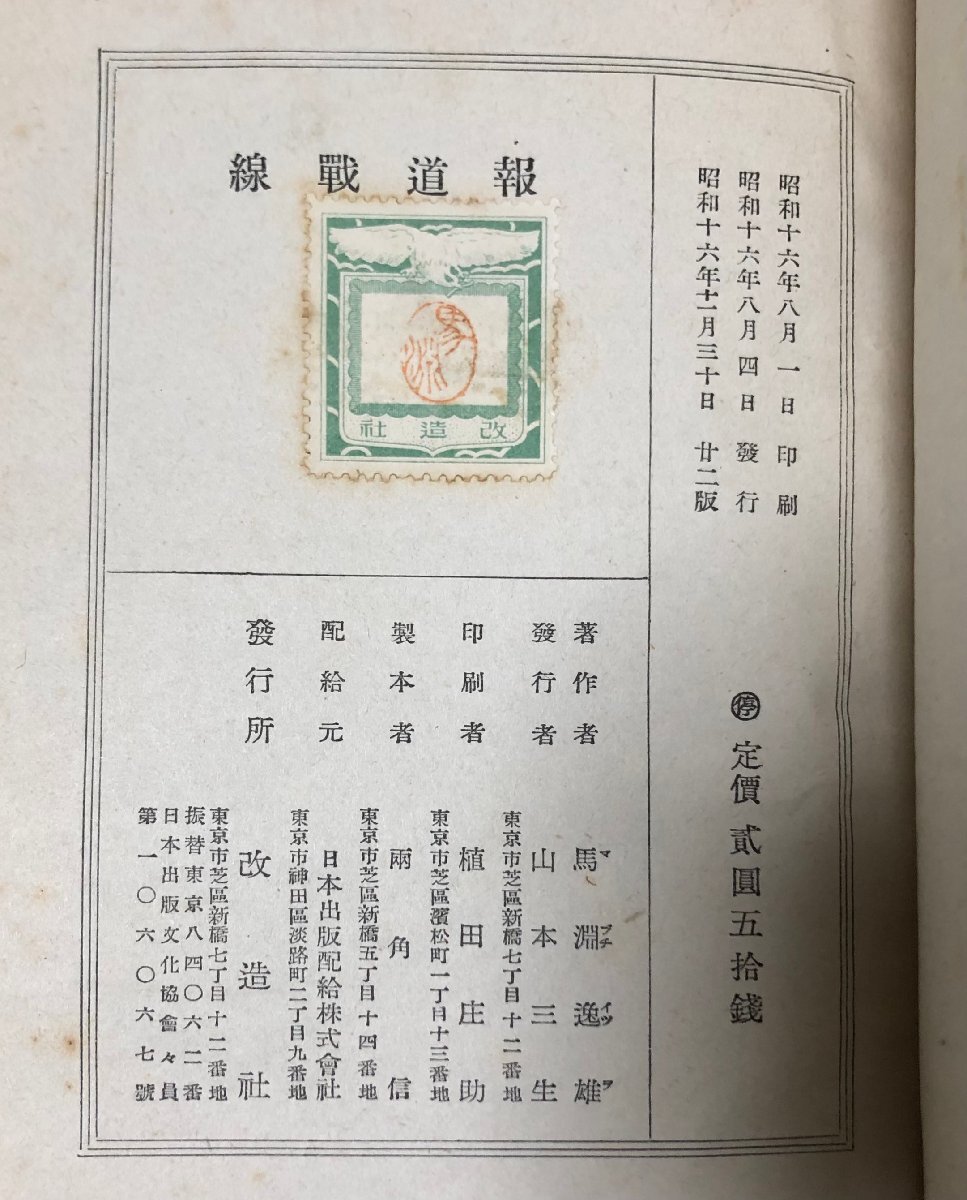 昭和十六年八月一日印刷
昭和十六年八月四日發行
昭和十六年十一月三十日廿二版
㊡定價貳圓五拾錢
報道戰線
馬淵
改造社
著作者 馬淵逸雄
マブチイツヲ
發行者 山本三生
東京市芝區新橋七丁目十二番地
印刷者 植田庄助
東京市芝區濱松町一丁目十三番地
製本者 兩角信
東京市芝區新橋五丁目十四番地
配給元 日本出版配給株式會社
東京市神田區淡路町二丁目九番地
發行所 改造社
東京市芝區新橋七丁目十二番地
振替東京八四〇六二番
日本出版文化協會々員
第一〇六〇六七號